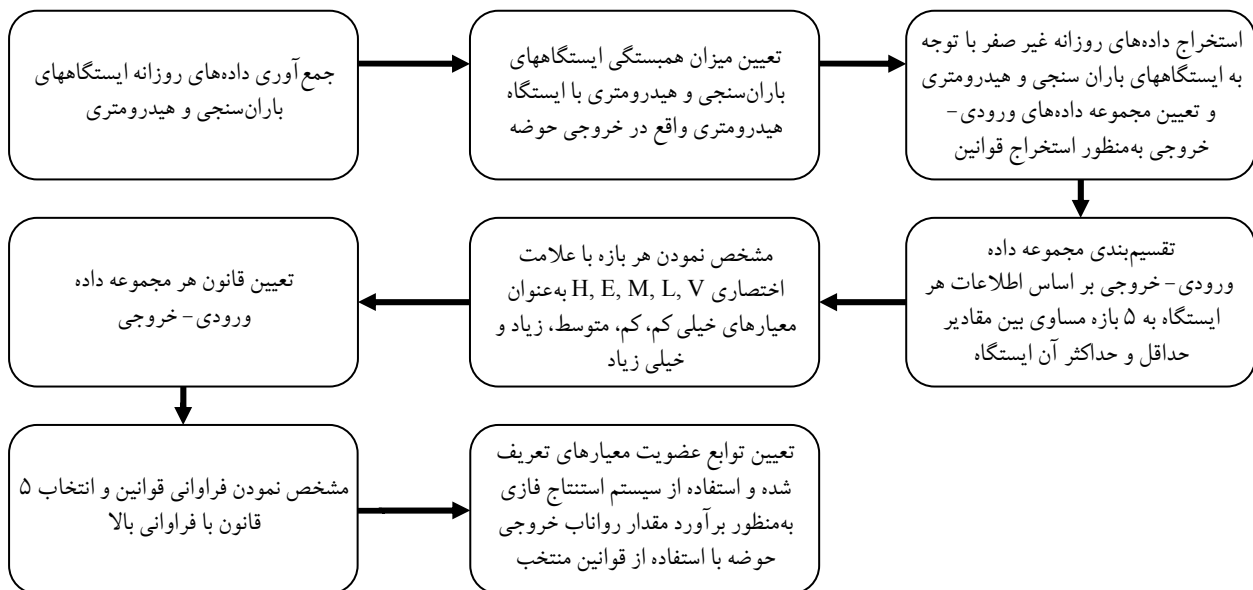 جمع‌آوری داده‌های روزانه ایستگاههای
باران‌سنجی و هیدرومتری
تعیین میزان همبستگی ایستگاههای
باران‌سنجی و هیدرومتری با ایستگاه
هیدرومتری واقع در خروجی حوضه
استخراج داده‌های روزانه غیر صفر با توجه
به ایستگاههای باران سنجی و هیدرومتری
و تعیین مجموعه داده‌های ورودی-
خروجی به‌منظور استخراج قوانین
تقسیم‌بندی مجموعه داده
ورودی- خروجی بر اساس اطلاعات هر
ایستگاه به ۵ بازه مساوی بین مقادیر
حداقل و حداکثر آن ایستگاه
مشخص نمودن هر بازه با علامت
اختصاری H, E, M, L, V به‌عنوان
معیارهای خیلی کم، کم، متوسط، زیاد و
خیلی زیاد
تعیین قانون هر مجموعه داده
ورودی- خروجی
مشخص نمودن فراوانی قوانین و انتخاب ۵
قانون با فراوانی بالا
تعیین توابع عضویت معیارهای تعریف
شده و استفاده از سیستم استنتاج فازی
به‌منظور برآورد مقدار رواناب خروجی
حوضه با استفاده از قوانین منتخب